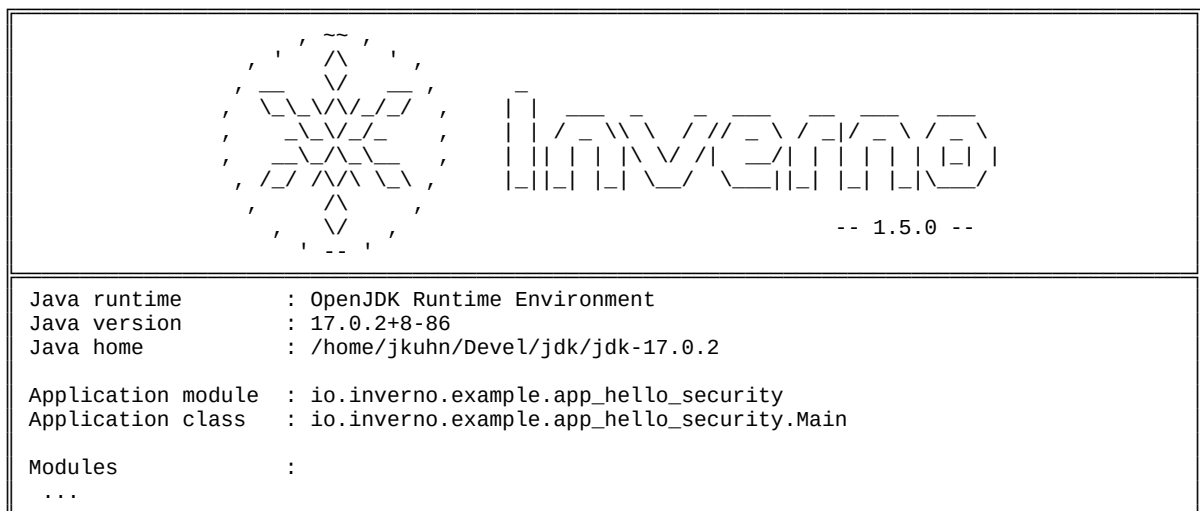 Inverno
-- 1.5.0 --
Java runtime : OpenJDK Runtime Environment
Java version : 17.0.2+8-86
Java home : /home/jkuhn/Devel/jdk/jdk-17.0.2
Application module : io.inverno.example.app_hello_security
Application class : io.inverno.example.app_hello_security.Main
Modules :
...